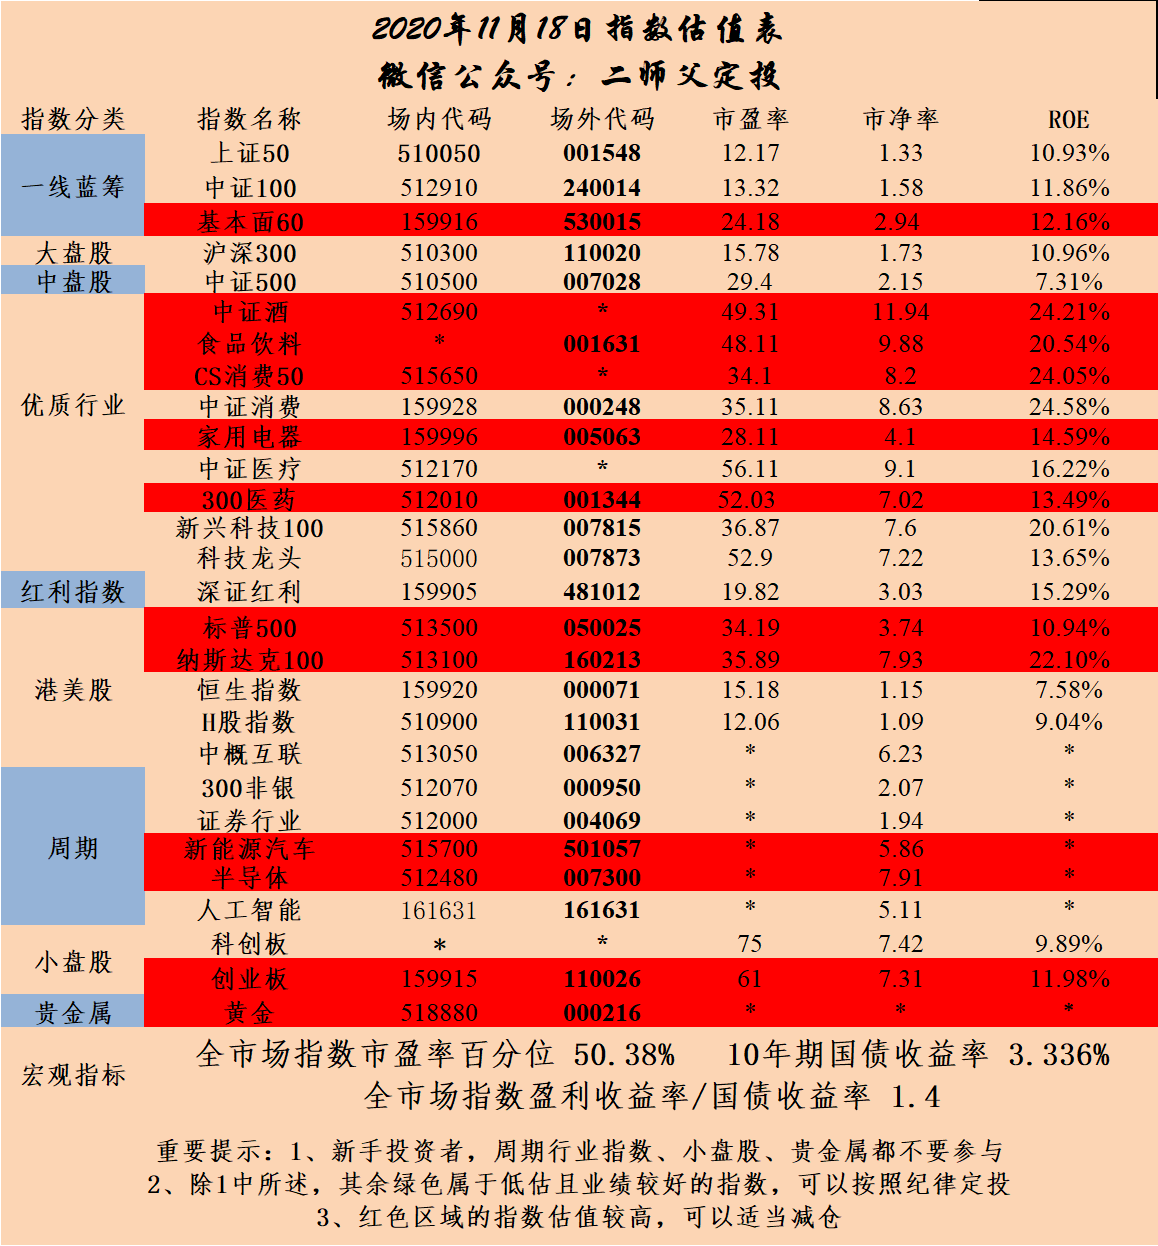 2020年11月18日指数估值表
微信公众号：二师父定投
指数分类 指数名称 场内代码 场外代码 市盈率 市净率 ROE
一线蓝筹 上证50 510050 001548 12.17 1.33 10.93%
中证100 512910 240014 13.32 1.58 11.86%
基本面60 159916 530015 24.18 2.94 12.16%
大盘股 沪深300 510300 110020 15.78 1.73 10.96%
中盘股 中证500 510500 007028 29.4 2.15 7.31%
优质行业 中证酒 512690 * 49.31 11.94 24.21%
食品饮料 * 001631 48.11 9.88 20.54%
CS消费50 515650 * 34.1 8.2 24.05%
中证消费 159928 000248 35.11 8.63 24.58%
家用电器 159996 005063 28.11 4.1 14.59%
中证医疗 512170 * 56.11 9.1 16.22%
300医药 512010 001344 52.03 7.02 13.49%
新兴科技100 515860 007815 36.87 7.6 20.61%
科技龙头 515000 007873 52.9 7.22 13.65%
红利指数 深证红利 159905 481012 19.82 3.03 15.29%
港美股 标普500 513500 050025 34.19 3.74 10.94%
纳斯达克100 513100 160213 35.89 7.93 22.10%
恒生指数 159920 000071 15.18 1.15 7.58%
H股指数 510900 110031 12.06 1.09 9.04%
中概互联 513050 006327 * 6.23 *
周期 300非银 512070 000950 * 2.07 *
证券行业 512000 004069 * 1.94 *
新能源汽车 515700 501057 * 5.86 *
半导体 512480 007300 * 7.91 *
人工智能 161631 161631 * 5.11 *
小盘股 科创板 * * 75 7.42 9.89%
创业板 159915 110026 61 7.31 11.98%
贵金属 黄金 518880 000216 * * *
宏观指标 全市场指数市盈率百分位 50.38% 10年期国债收益率 3.336%
全市场指数盈利收益率/国债收益率 1.4
重要提示：1、新手投资者，周期行业指数、小盘股、贵金属都不要参与
2、除1中所述，其余绿色属于低估且业绩较好的指数，可以按照纪律定投
3、红色区域的指数估值较高，可以适当减仓